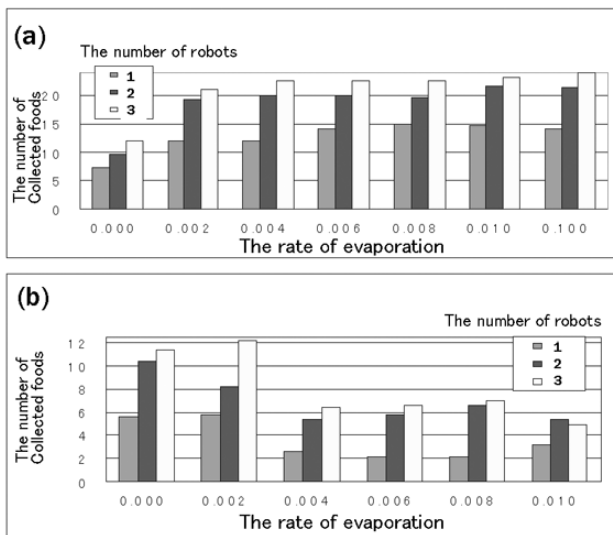 (a)
The number of robots
1
2
3
The number of
Collected foods
20
15
10
5
0
0.000 0.002 0.004 0.006 0.008 0.010 0.100
The rate of evaporation
(b)
The number of robots
1
2
3
The number of
Collected foods
12
10
8
6
4
2
0
0.000 0.002 0.004 0.006 0.008 0.010
The rate of evaporation